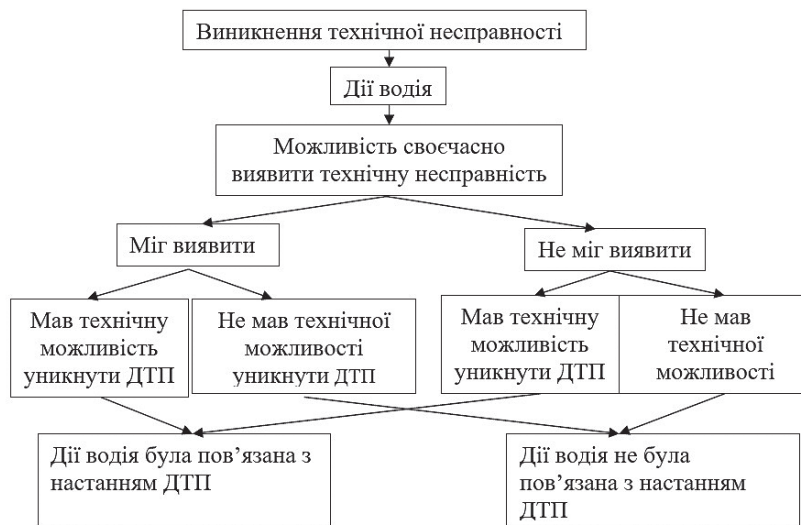 Виникнення технічної несправності
Дії водія
Можливість своєчасно
виявити технічну несправність
Міг виявити
Не міг виявити
Мав технічну
можливість
уникнути ДТП
Не мав технічної
можливості
уникнути ДТП
Мав технічну
можливість
уникнути ДТП
Не мав
технічної
можливості
Дії водія була пов’язана з
настанням ДТП
Дії водія не була
пов’язана з настанням
ДТП